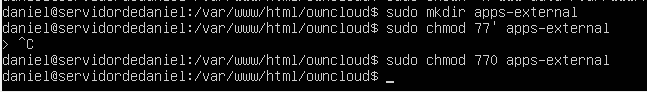 daniel@servidordedaniel:/var/www/html/owncloud$ sudo mkdir apps-external
daniel@servidordedaniel:/var/www/html/owncloud$ sudo chmod 77' apps-external
> ^C
daniel@servidordedaniel:/var/www/html/owncloud$ sudo chmod 770 apps-external
daniel@servidordedaniel:/var/www/html/owncloud$ _